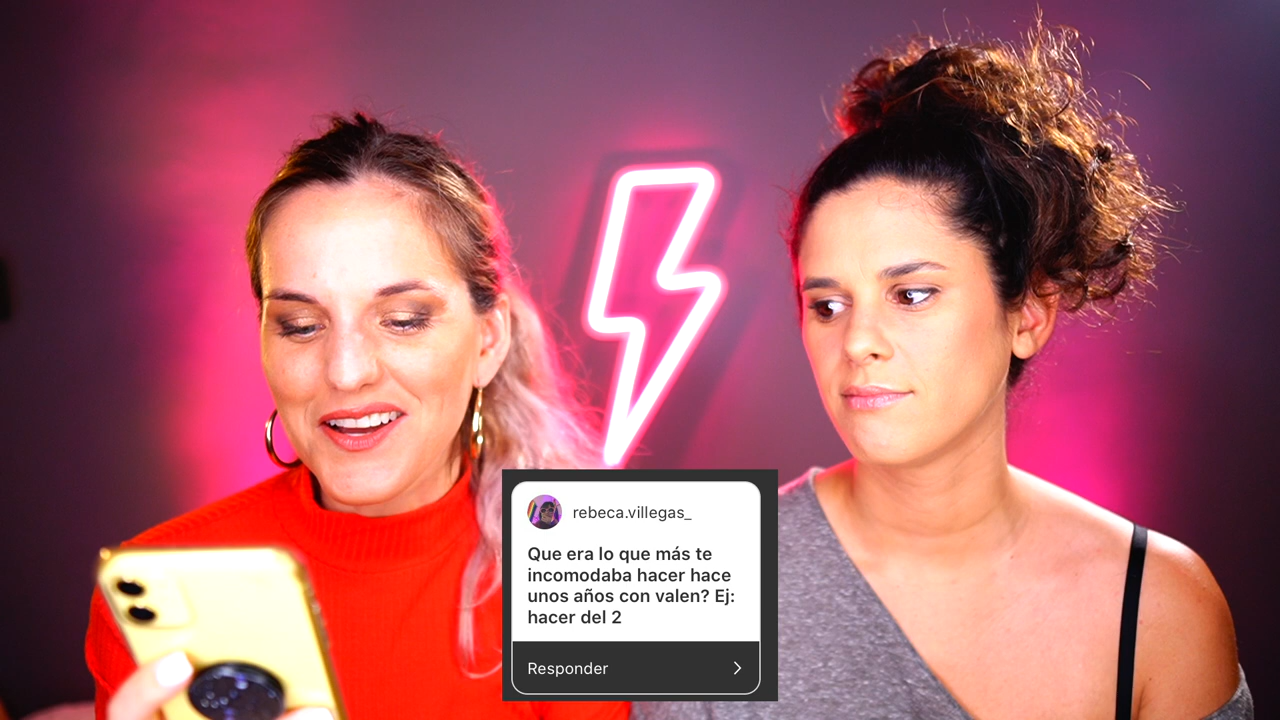 rebeca.villegas_
Que era lo que más te
incomodaba hacer hace
unos años con valen? Ej:
hacer del 2
Responder